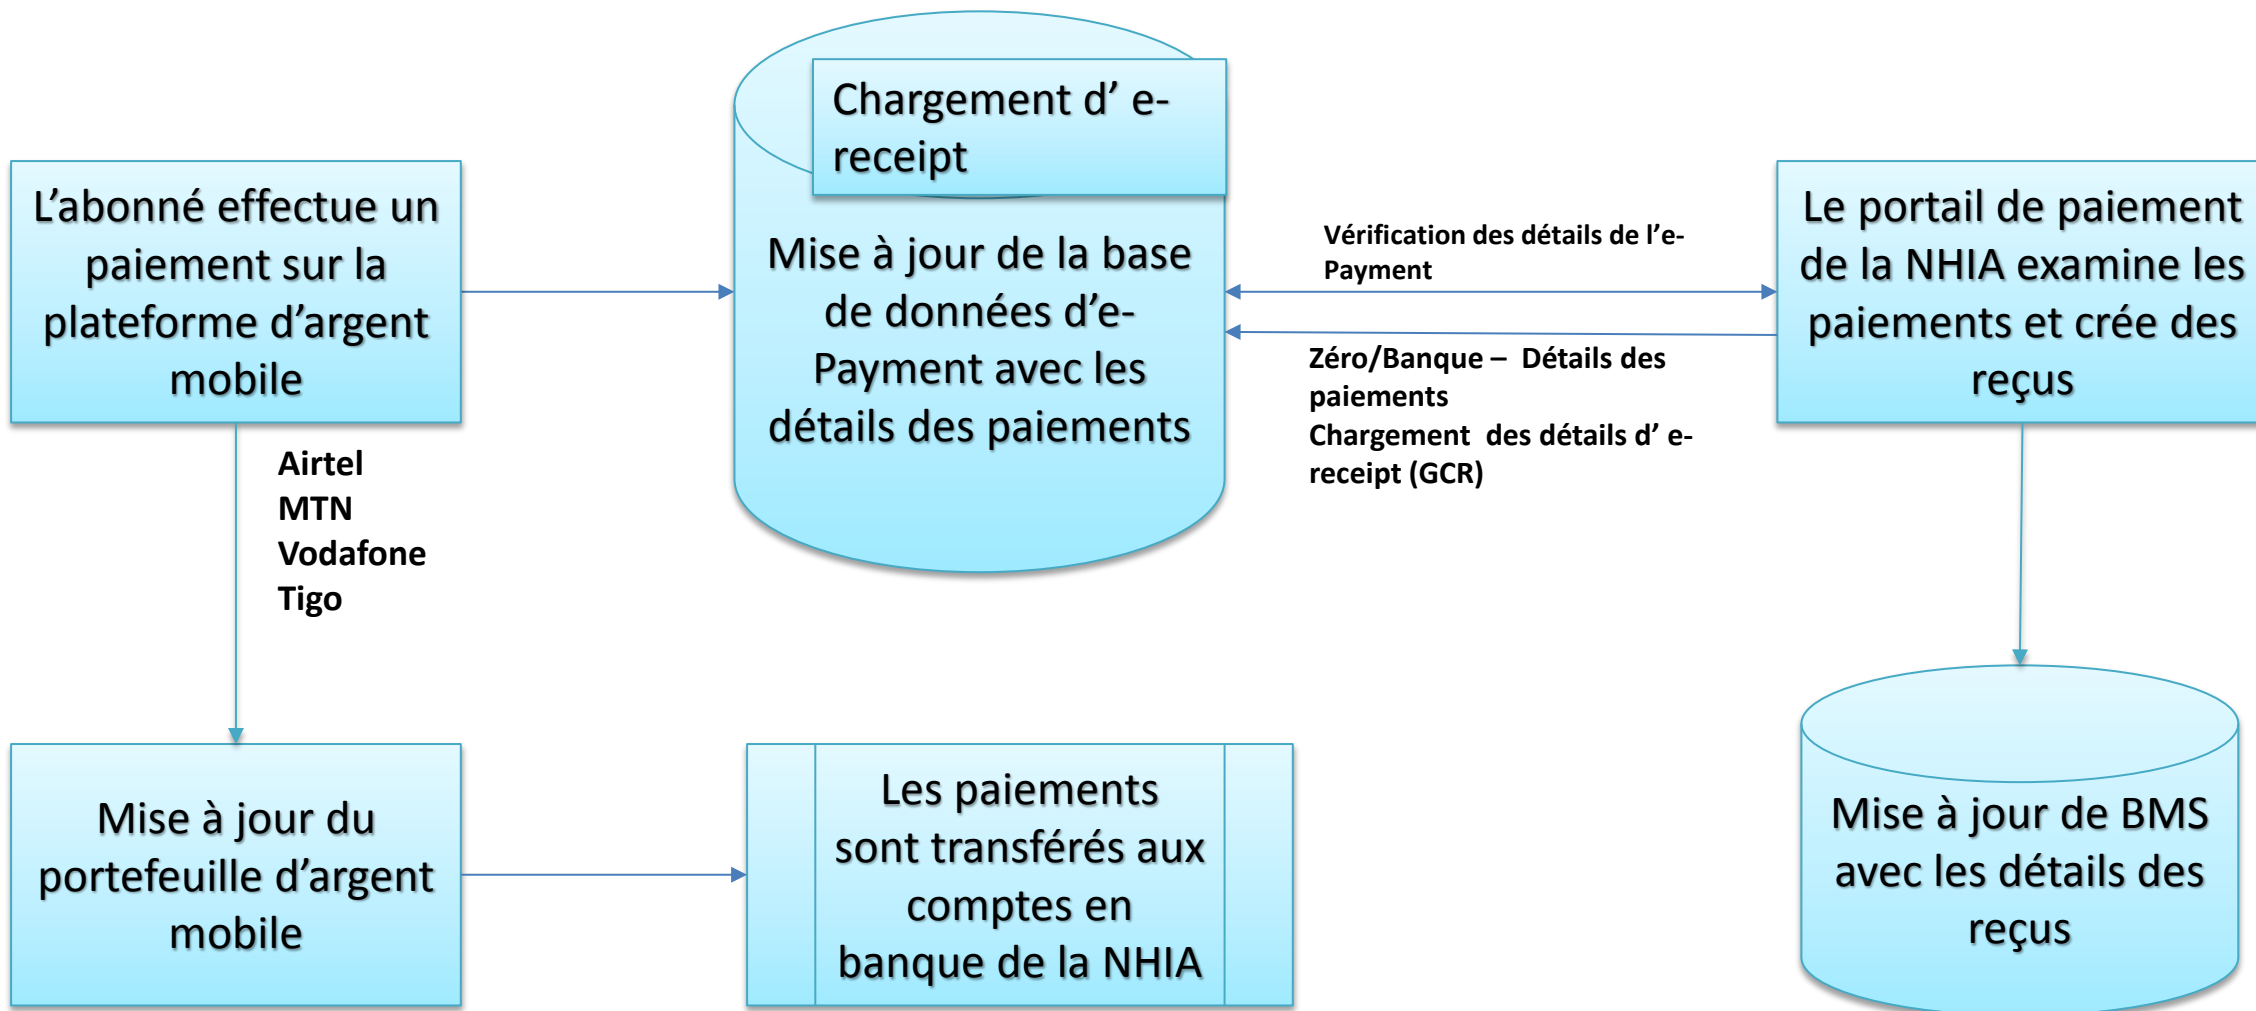 Chargement d’ e-
receipt
L’abonné effectue un
paiement sur la
plateforme d’argent
mobile
Mise à jour de la base
de données d’e-
Payment avec les
détails des paiements
Vérification des détails de l’e-
Payment
Zéro/Banque – Détails des
paiements
Chargement des détails d’ e-
receipt (GCR)
Le portail de paiement
de la NHIA examine les
paiements et crée des
reçus
Airtel
MTN
Vodafone
Tigo
Mise à jour du
portefeuille d’argent
mobile
Les paiements
sont transférés aux
comptes en
banque de la NHIA
Mise à jour de BMS
avec les détails des
reçus